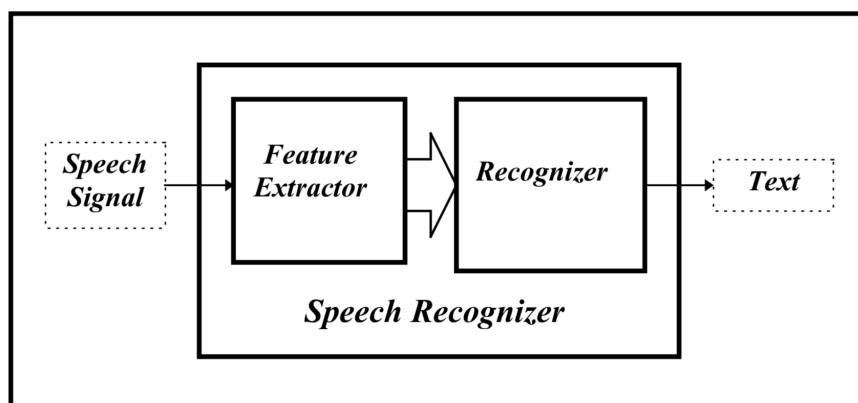 Speech
Signal
Feature
Extractor
Recognizer
Text
Speech Recognizer